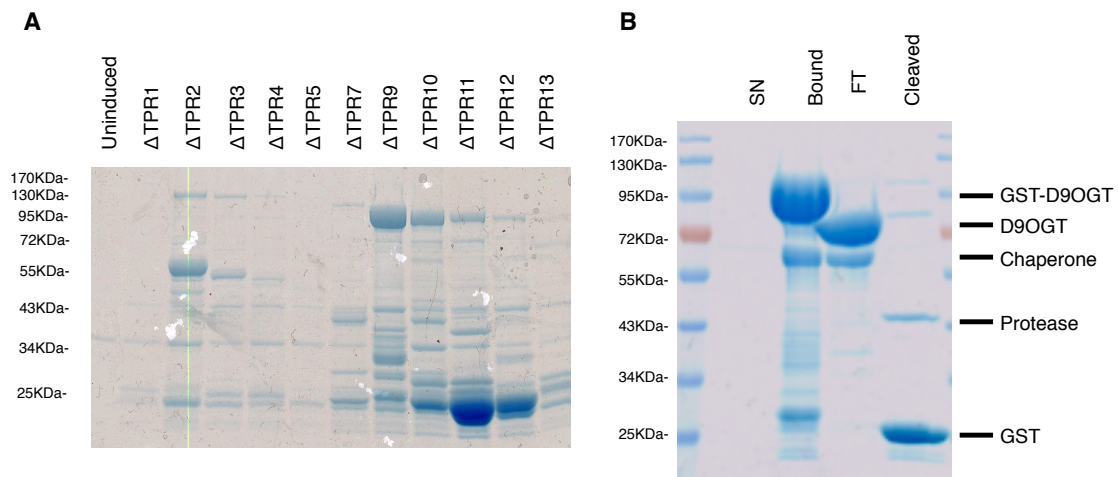 A
Uninduced
ΔTPR1
ΔTPR2
ΔTPR3
ΔTPR4
ΔTPR5
ΔTPR7
ΔTPR9
ΔTPR10
ΔTPR11
ΔTPR12
ΔTPR13
170KDa-
130KDa-
95KDa-
72KDa-
55KDa-
43KDa-
34KDa-
25KDa-
B
SN
Bound
FT
Cleaved
170KDa-
130KDa-
95KDa-
72KDa-
55KDa-
43KDa-
34KDa-
25KDa-
GST-D9OGT
D9OGT
Chaperone
Protease
GST